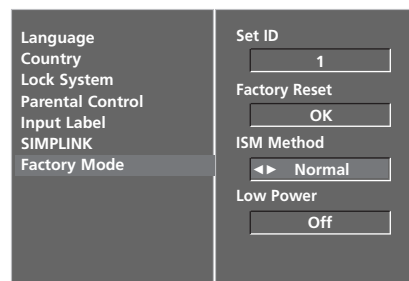 Language
Country
Lock System
Parental Control
Input Label
SIMPLINK
Factory Mode
Set ID
1
Factory Reset
OK
ISM Method
◄► Normal
Low Power
Off